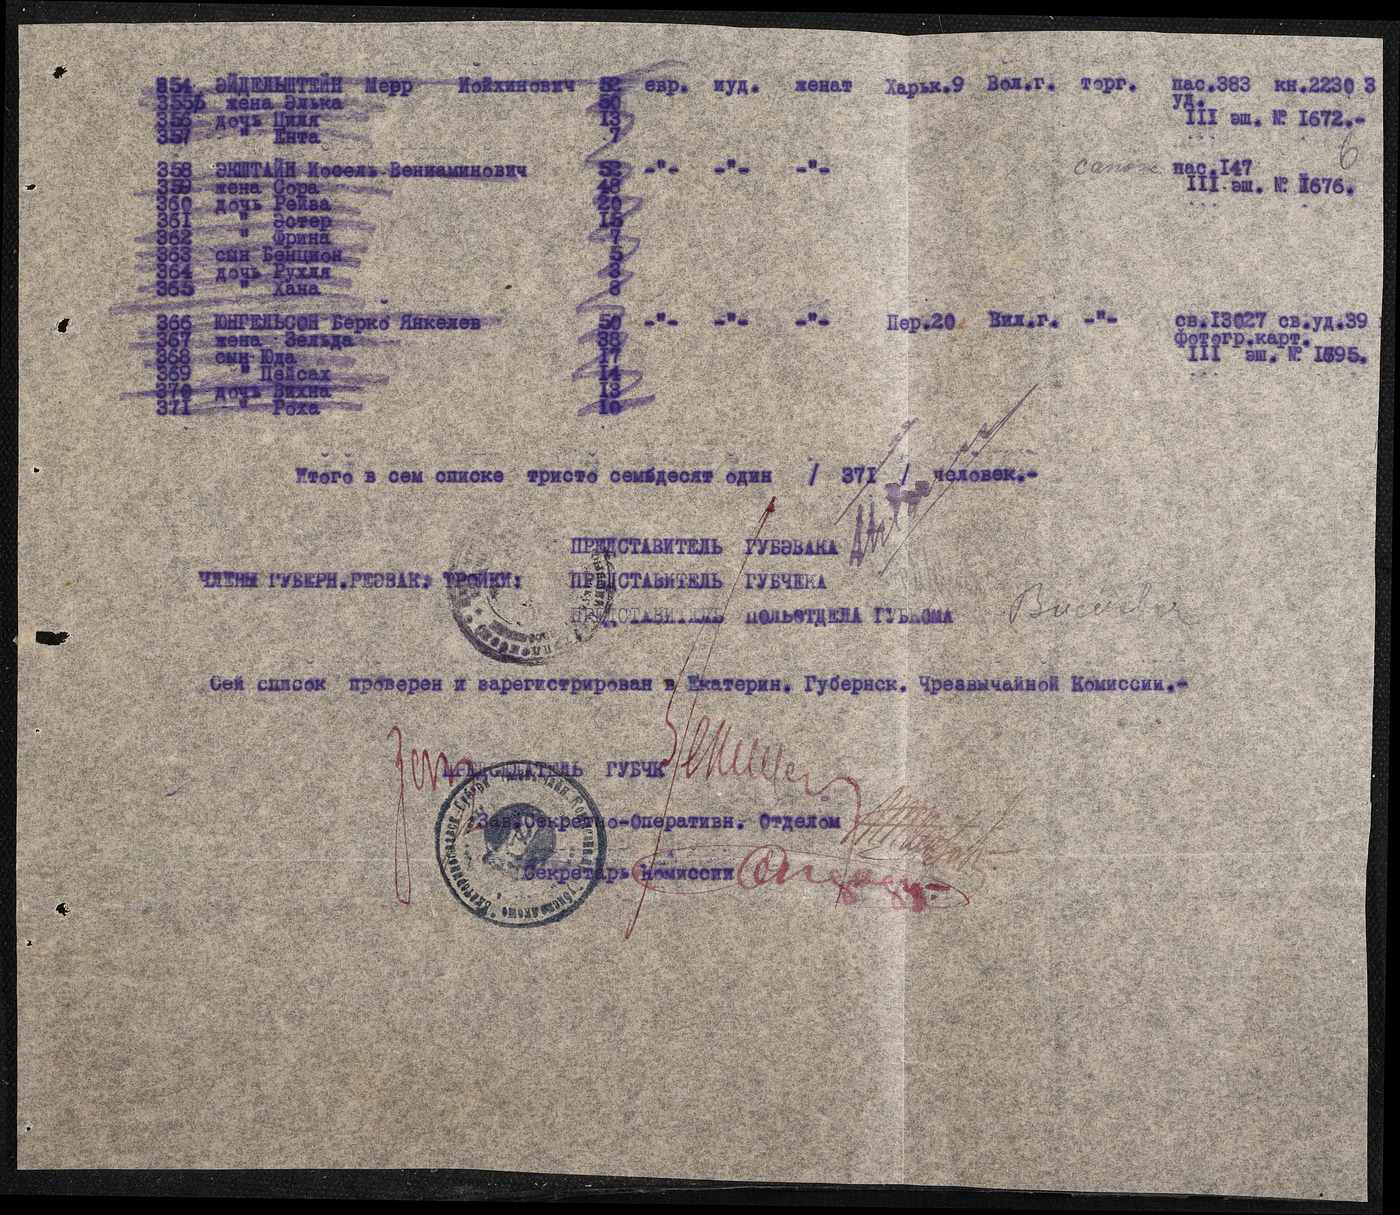 354. ЭЙДЕЛЬШТЕЙН Мерр Иойхинович 52 евр. иуд. женат Харьк.9 Вол.г. торг. пас.383 кн.2230 3
355 жена Элька 50 уд.
356 дочь Циля 13 III эш. № 1672.-
357 " Ента 7
6
358 ЭКШТАЙН Иосель Вениаминович 52 -"- -"- -"- сапож. пас.147
359 жена Сора 48 III эш. № 1676.
360 дочь Рейва 20
361 " Эстер 15
362 " Фрина 7
363 сын Бенцион 5
364 дочь Рухля 3
365 " Хана 8
366 ЮНГЕЛЬСОН Берко Янкелев 50 -"- -"- -"- Пер.20 Вил.г. -"- св.13027 св.уд.39
367 жена Зельда 38 фотогр.карт.
368 сын Юда 17 III эш. № 1695.
369 " Пейсах 14
370 дочь Вихна 13
371 " Роха 10
Итого в сем списке тристо семьдесят один / 371 / человек.-
ПРЕДСТАВИТЕЛЬ ГУБЭВАКА
ЧЛЕНЫ ГУБЕРН.РЕЭВАК. ТРОЙКИ: ПРЕДСТАВИТЕЛЬ ГУБЧЕКА
ПРЕДСТАВИТЕЛЬ ПОЛЬОТДЕЛА ГУБКОМА
Сей список проверен и зарегистрирован в Екатерин. Губернск. Чрезвычайной Комиссии.-
ПРЕДСЕДАТЕЛЬ ГУБЧК
Зав.Секретно-Оперативн. Отделом
Секретарь Комиссии